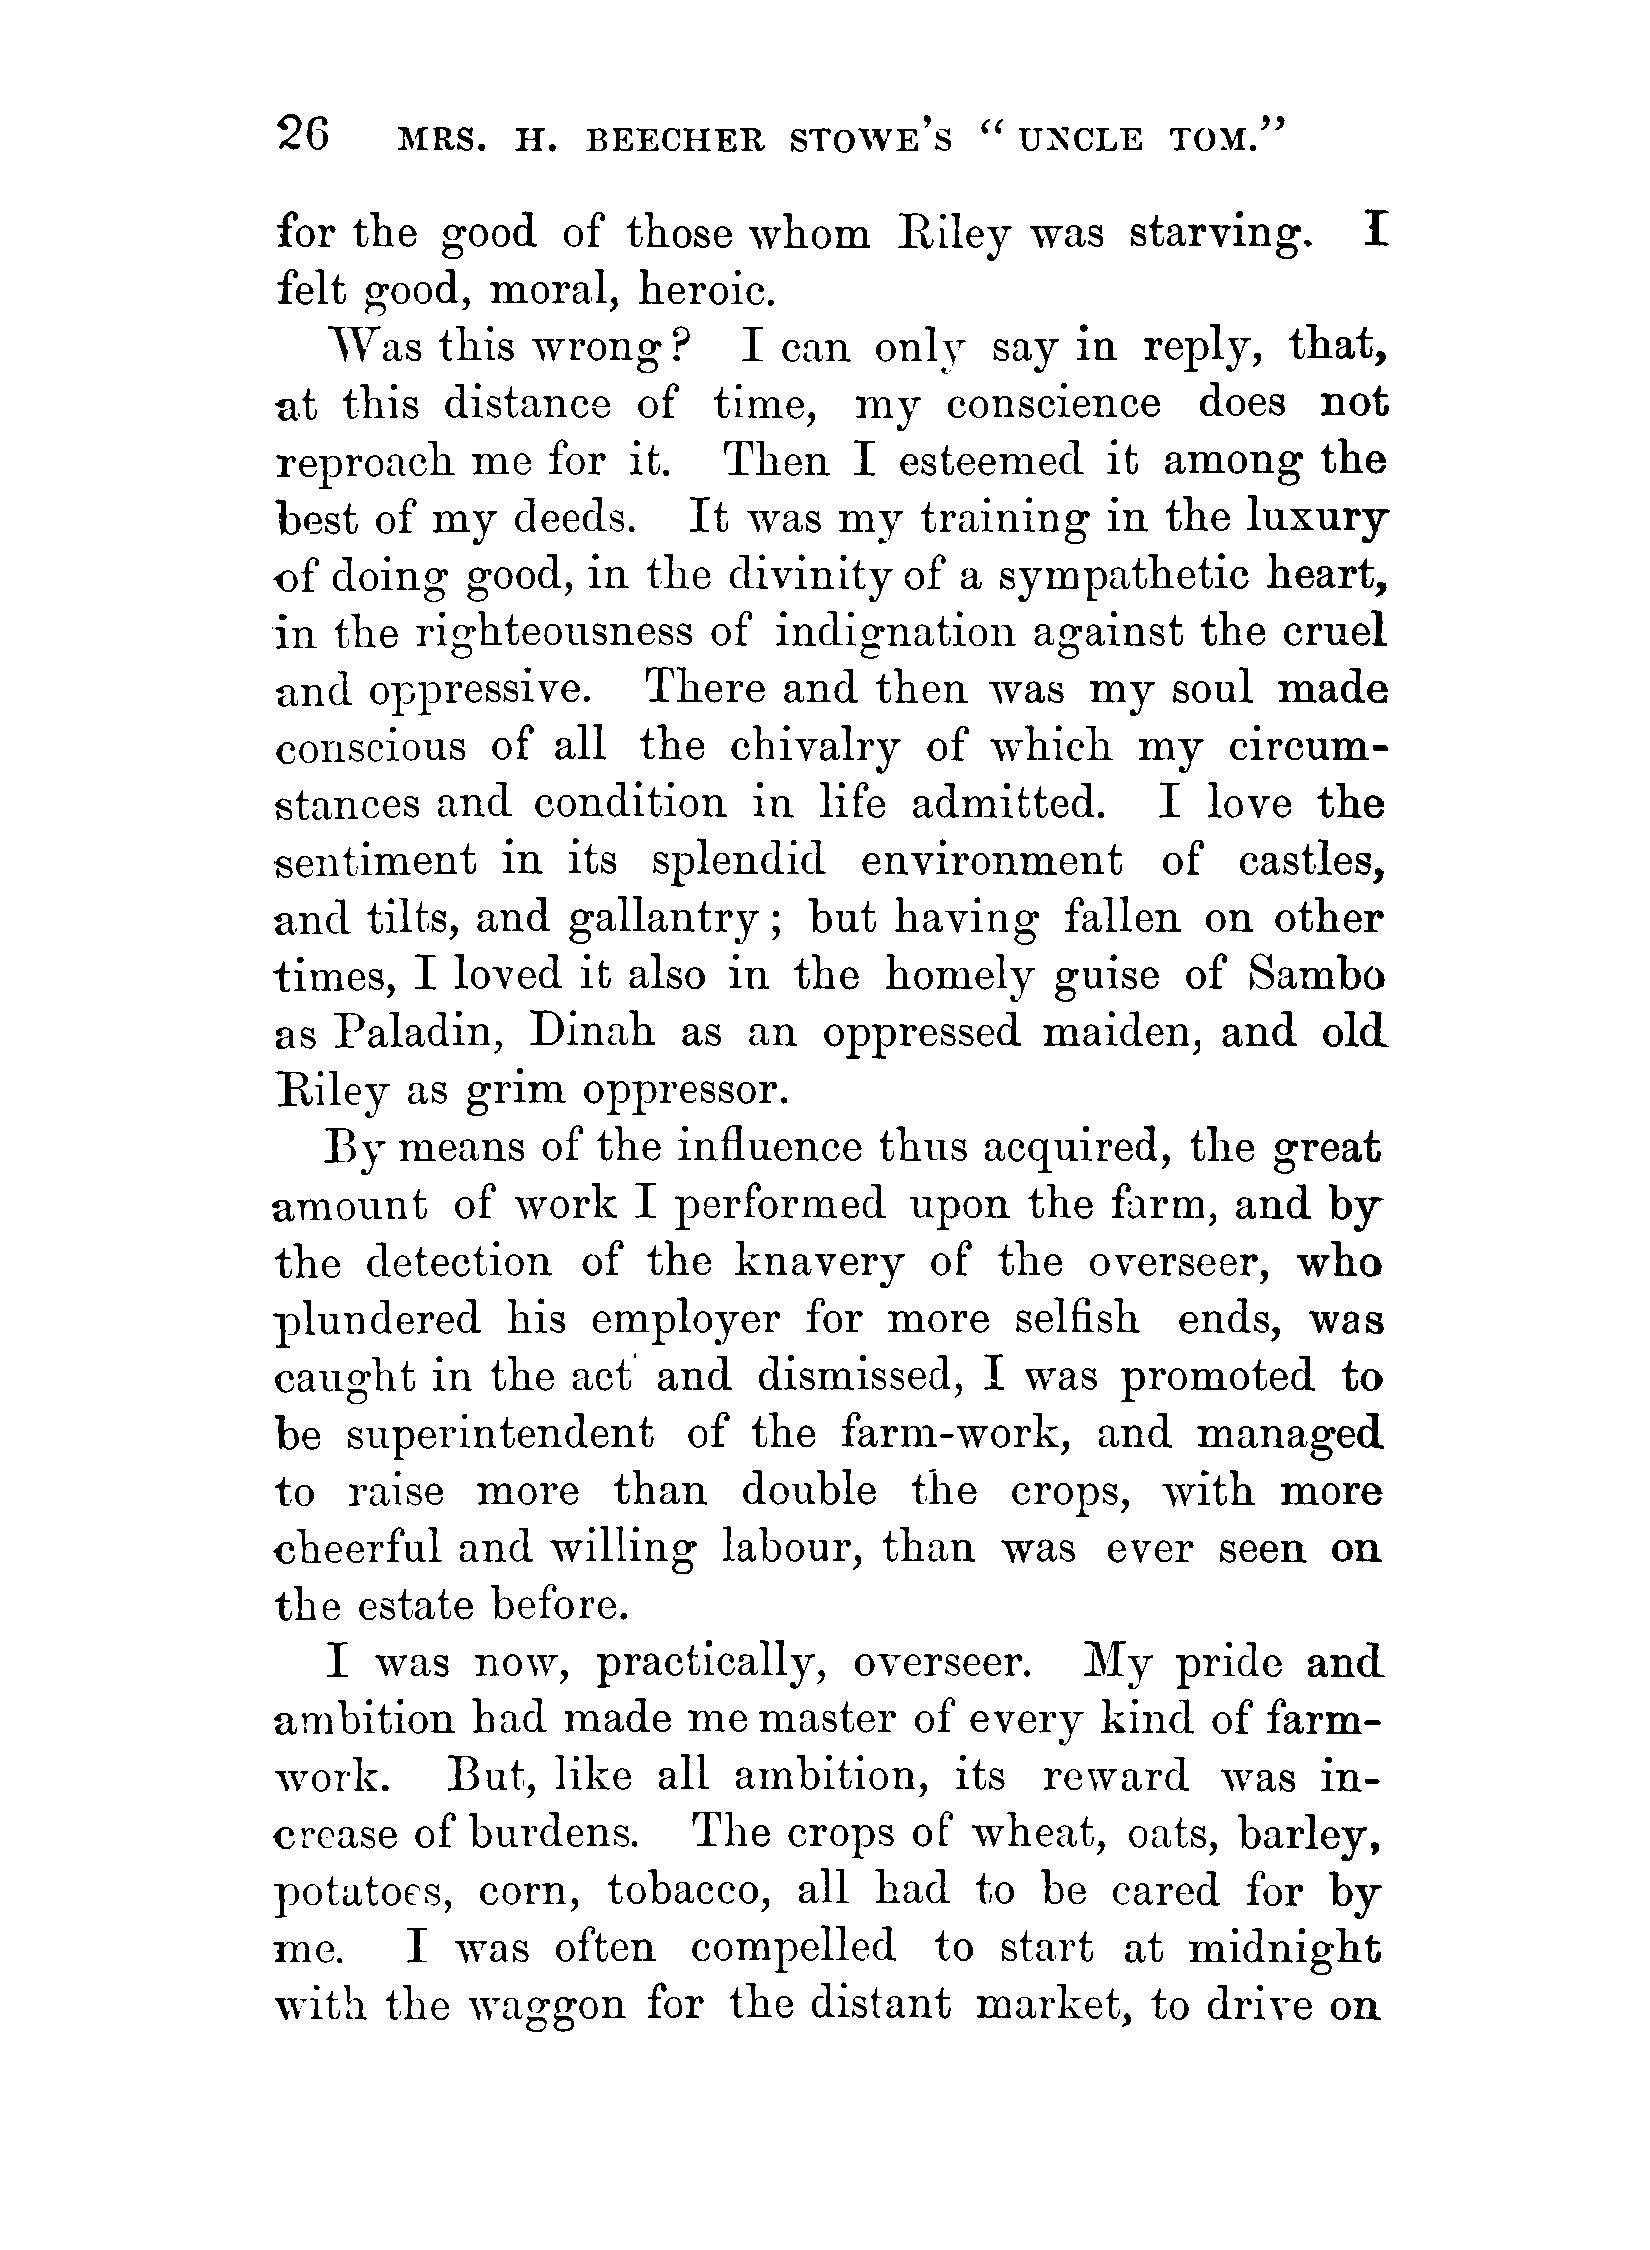 26 MRS. H. BEECHER STOWE'S "UNCLE TOM."
for the good of those whom Riley was starving. I
felt good, moral, heroic.
Was this wrong? I can only say in reply, that,
at this distance of time, my conscience does not
reproach me for it. Then I esteemed it among the
best of my deeds. It was my training in the luxury
of doing good, in the divinity of a sympathetic heart,
in the righteousness of indignation against the cruel
and oppressive. There and then was my soul made
conscious of all the chivalry of which my circum-
stances and condition in life admitted. I love the
sentiment in its splendid environment of castles,
and tilts, and gallantry; but having fallen on other
times, I loved it also in the homely guise of Sambo
as Paladin, Dinah as an oppressed maiden, and old
Riley as grim oppressor.
By means of the influence thus acquired, the great
amount of work I performed upon the farm, and by
the detection of the knavery of the overseer, who
plundered his employer for more selfish ends, was
caught in the act and dismissed, I was promoted to
be superintendent of the farm-work, and managed
to raise more than double the crops, with more
cheerful and willing labour, than was ever seen on
the estate before.
I was now, practically, overseer. My pride and
ambition had made me master of every kind of farm-
work. But, like all ambition, its reward was in-
crease of burdens. The crops of wheat, oats, barley,
potatoes, corn, tobacco, all had to be cared for by
me. I was often compelled to start at midnight
with the waggon for the distant market, to drive on